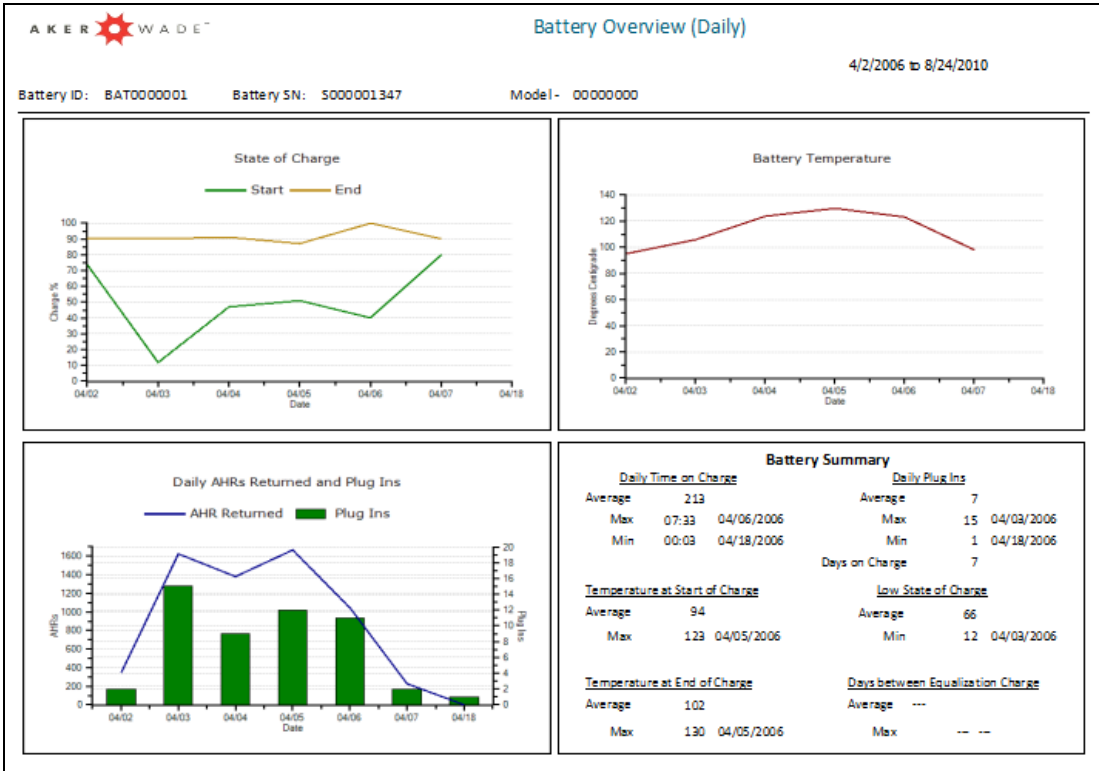 AKER WADE™
Battery Overview (Daily)
4/2/2006 to 8/24/2010
Battery ID: BAT0000001 Battery SN: S000001347 Model - 00000000
State of Charge
Start End
100
90
80
70
60
50
40
30
20
10
0
Charge %
04/02 04/03 04/04 04/05 04/06 04/07 04/18
Date
Battery Temperature
140
120
100
80
60
40
20
0
Degrees Centigrade
04/02 04/03 04/04 04/05 04/06 04/07 04/18
Date
Daily AHRs Returned and Plug Ins
AHR Returned Plug Ins
1600
1400
1200
1000
800
600
400
200
0
AHRs
20
18
16
14
12
10
8
6
4
2
0
Plug Ins
04/02 04/03 04/04 04/05 04/06 04/07 04/18
Date
Battery Summary
Daily Time on Charge
Average 213
Max 07:33 04/06/2006
Min 00:03 04/18/2006
Daily Plug Ins
Average 7
Max 15 04/03/2006
Min 1 04/18/2006
Days on Charge 7
Temperature at Start of Charge
Average 94
Max 123 04/05/2006
Low State of Charge
Average 66
Min 12 04/03/2006
Temperature at End of Charge
Average 102
Max 130 04/05/2006
Days between Equalization Charge
Average ---
Max --- ---